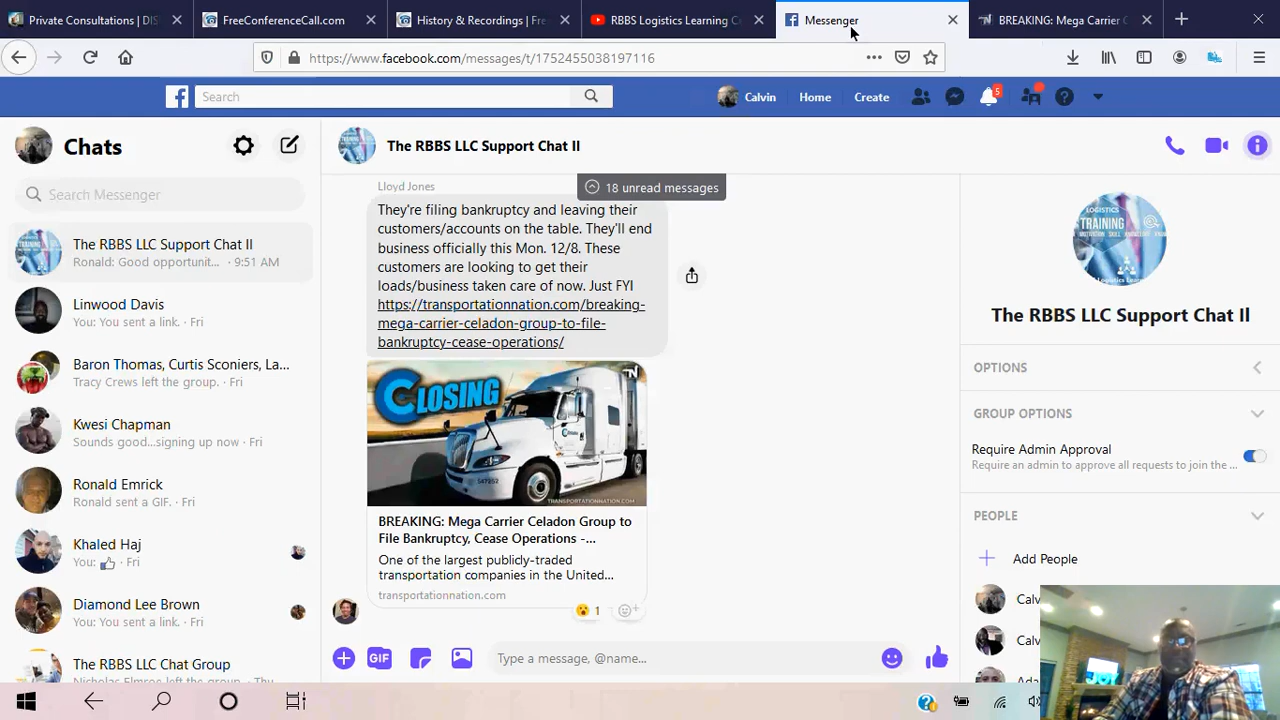 Private Consultations | DIS
FreeConferenceCall.com
History & Recordings | Fre
RBBS Logistics Learning C
Messenger
BREAKING: Mega Carrier C
https://www.facebook.com/messages/t/1752455038197116
Search
Calvin
Home
Create
5
Chats
Search Messenger
The RBBS LLC Support Chat II
Ronald: Good opportunit... · 9:51 AM
Linwood Davis
You: You sent a link. · Fri
Baron Thomas, Curtis Sconiers, La...
Tracy Crews left the group. · Fri
Kwesi Chapman
Sounds good...signing up now · Fri
Ronald Emrick
Ronald sent a GIF. · Fri
Khaled Haj
You: · Fri
Diamond Lee Brown
You: You sent a link. · Fri
The RBBS LLC Chat Group
The RBBS LLC Support Chat II
Lloyd Jones
18 unread messages
They're filing bankruptcy and leaving their
customers/accounts on the table. They'll end
business officially this Mon. 12/8. These
customers are looking to get their
loads/business taken care of now. Just FYI
https://transportationnation.com/breaking-
mega-carrier-celadon-group-to-file-
bankruptcy-cease-operations/
CLOSING
TRANSPORTATIONNATION.COM
BREAKING: Mega Carrier Celadon Group to
File Bankruptcy, Cease Operations -...
One of the largest publicly-traded
transportation companies in the United...
transportationnation.com
1
GIF
Type a message, @name...
LOGISTICS
TRAINING
The RBBS LLC Support Chat II
OPTIONS
GROUP OPTIONS
Require Admin Approval
Require an admin to approve all requests to join the ...
PEOPLE
Add People
Calv
Calv
Ada